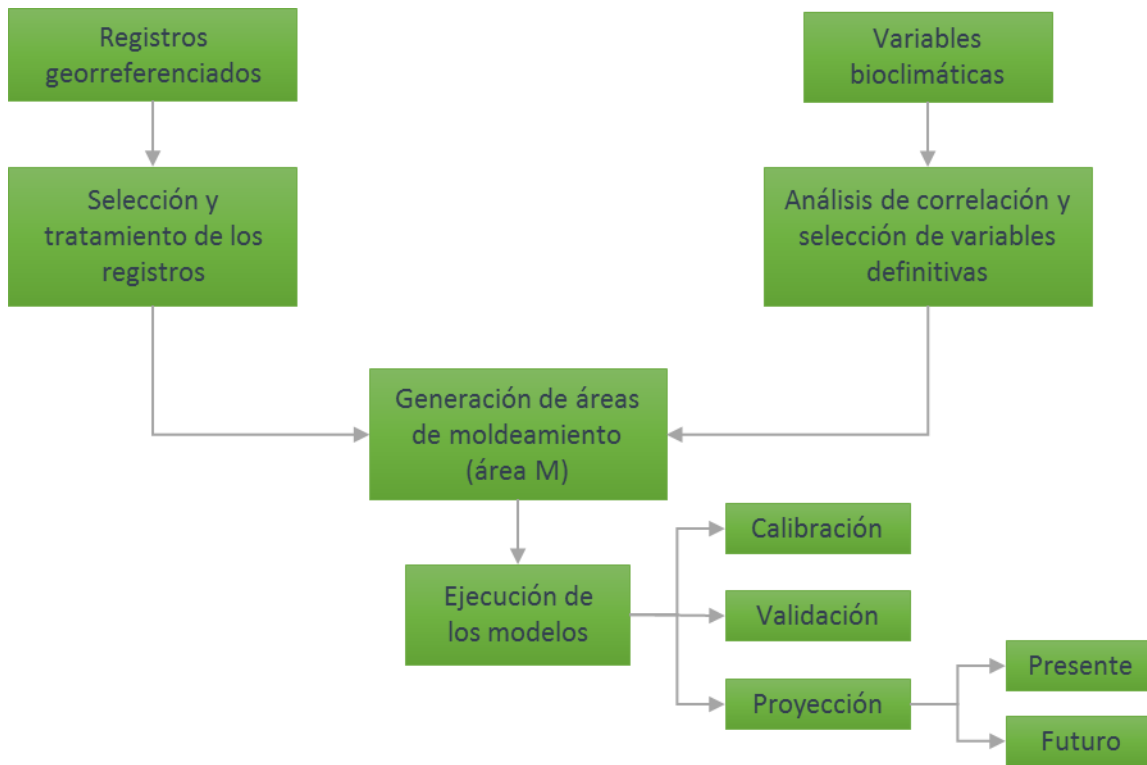 Registros
georreferenciados
Variables
bioclimáticas
Selección y
tratamiento de los
registros
Análisis de correlación y
selección de variables
definitivas
Generación de áreas
de moldeamiento
(área M)
Ejecución de
los modelos
Calibración
Validación
Proyección
Presente
Futuro